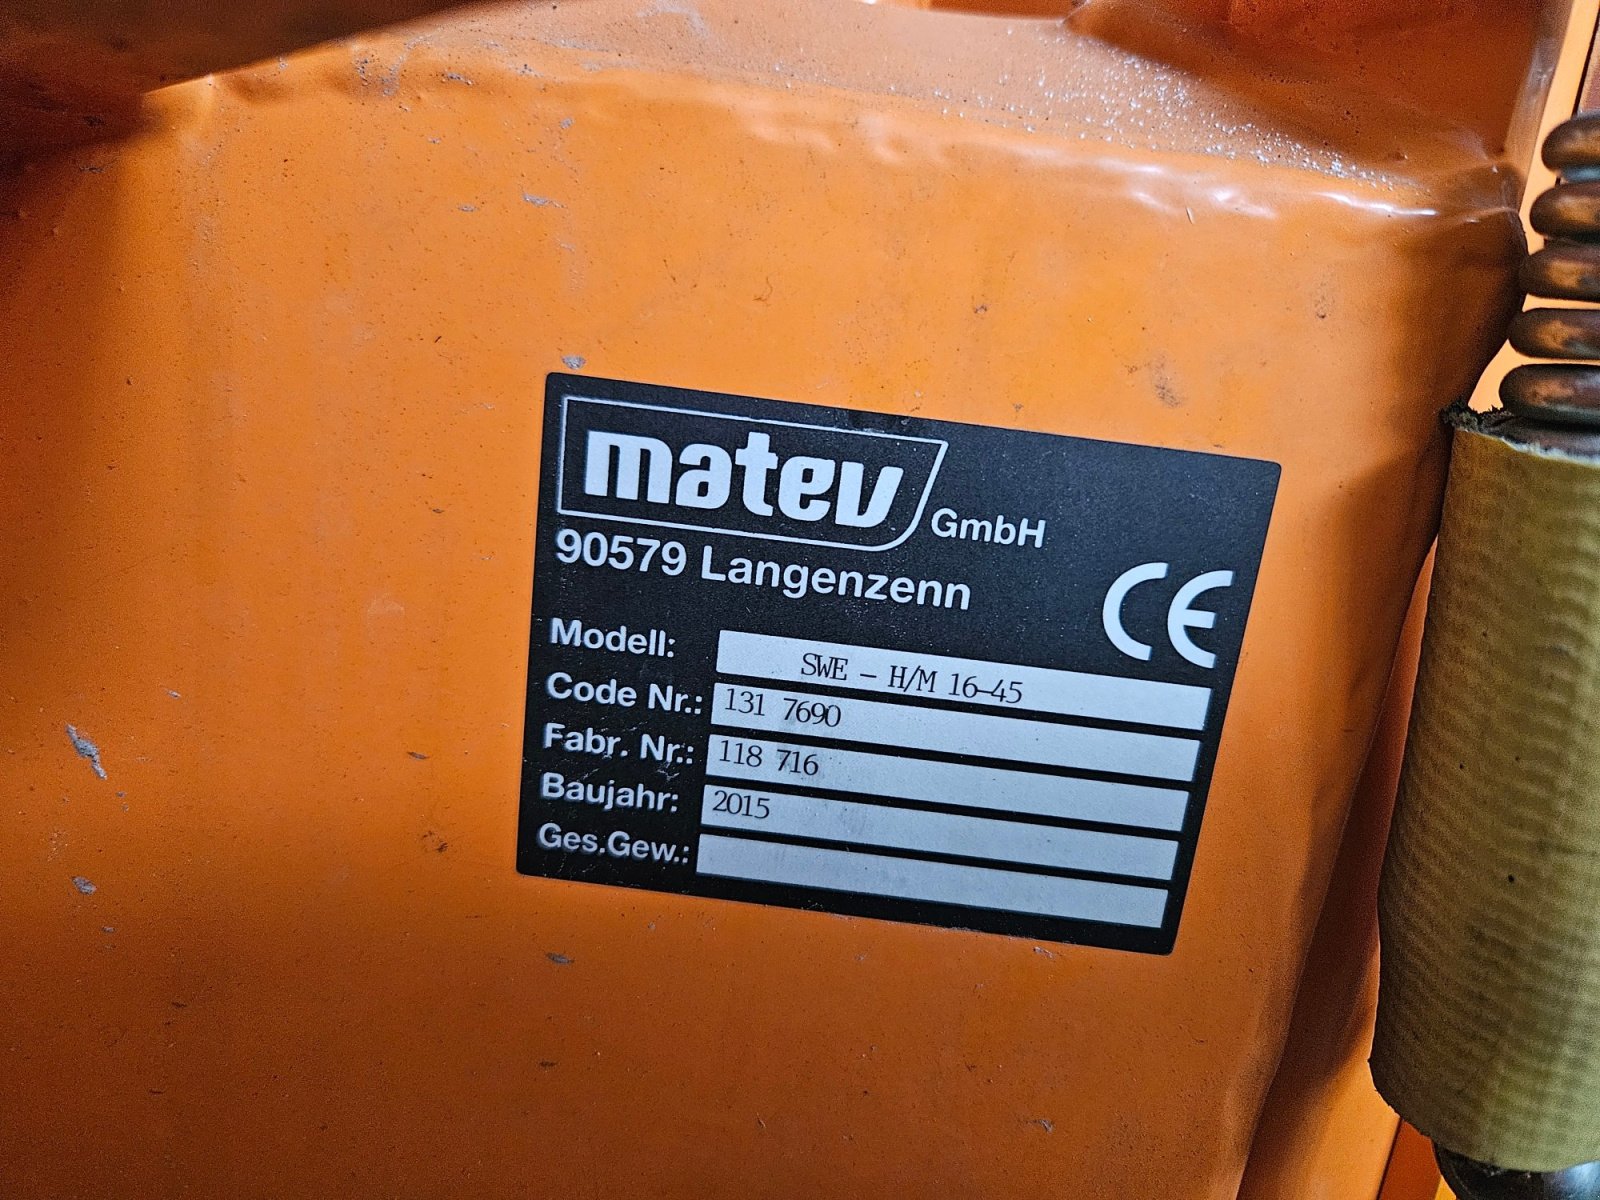 matev GmbH
90579 Langenzenn
CE
Modell: SWE - H/M 16-45
Code Nr.: 131 7690
Fabr. Nr.: 118 716
Baujahr: 2015
Ges.Gew.: